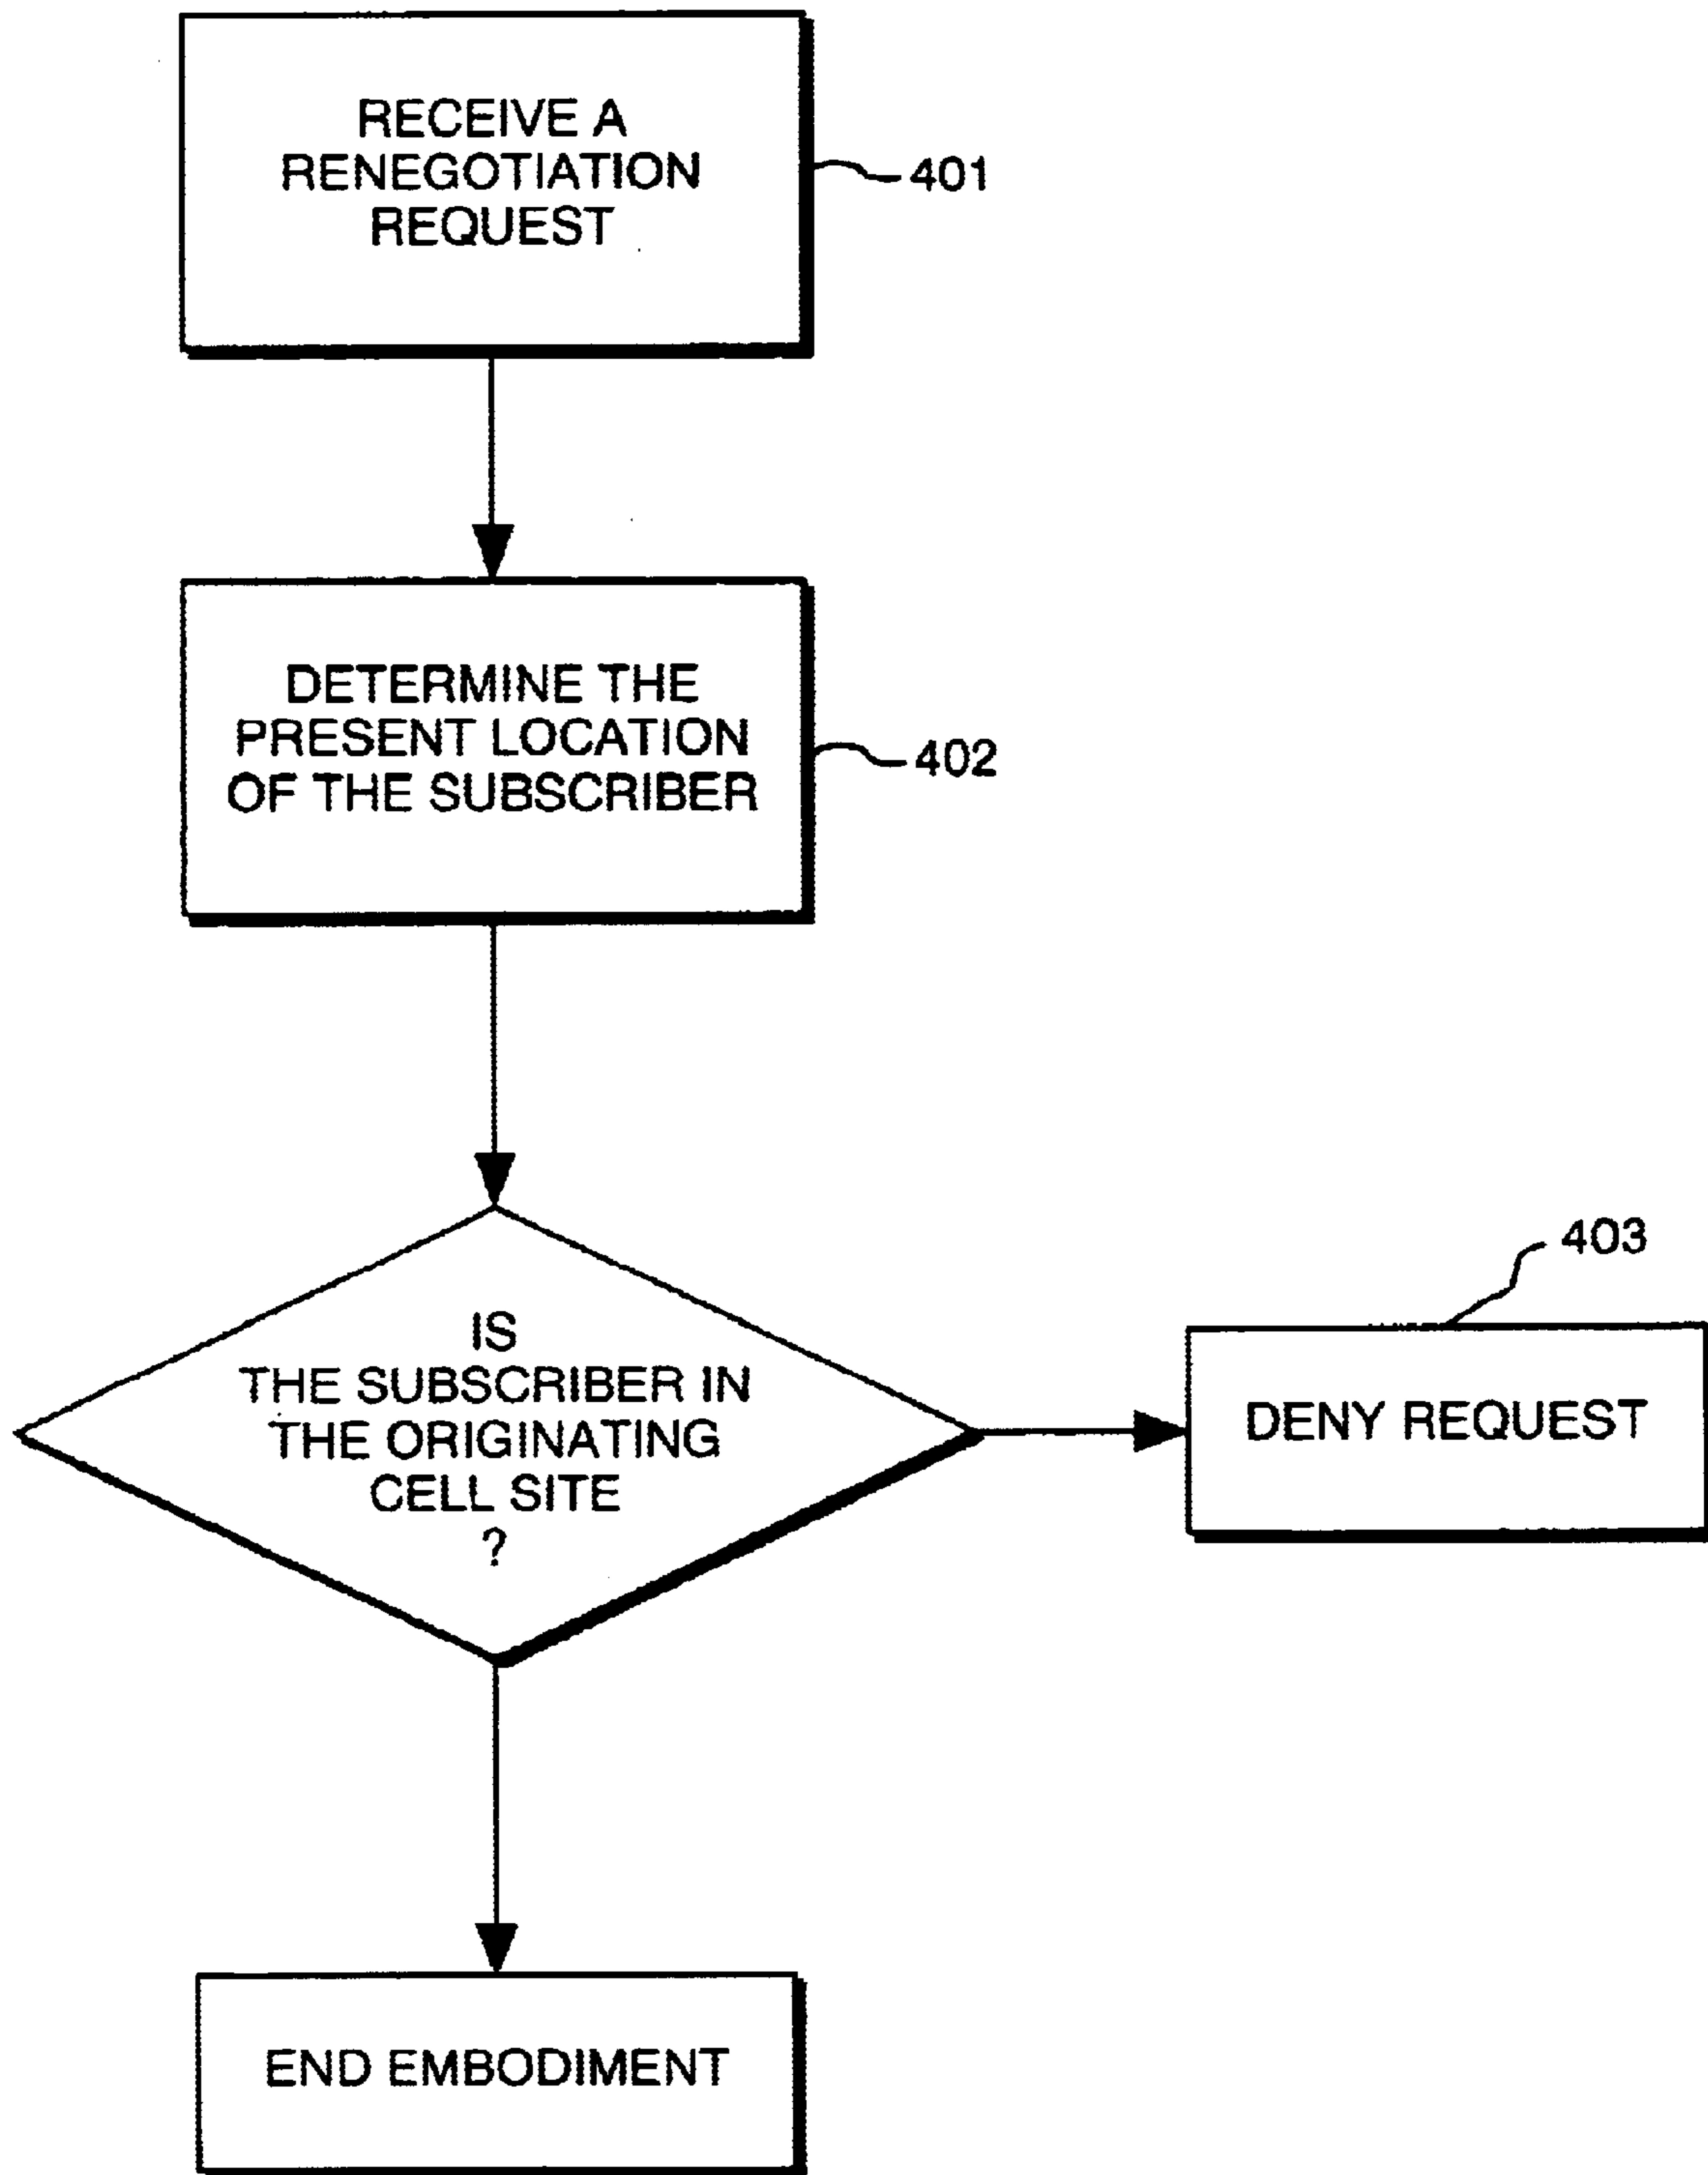 RECEIVE A
RENEGOTIATION
REQUEST
401
DETERMINE THE
PRESENT LOCATION
OF THE SUBSCRIBER
402
IS
THE SUBSCRIBER IN
THE ORIGINATING
CELL SITE
?
403
DENY REQUEST
END EMBODIMENT